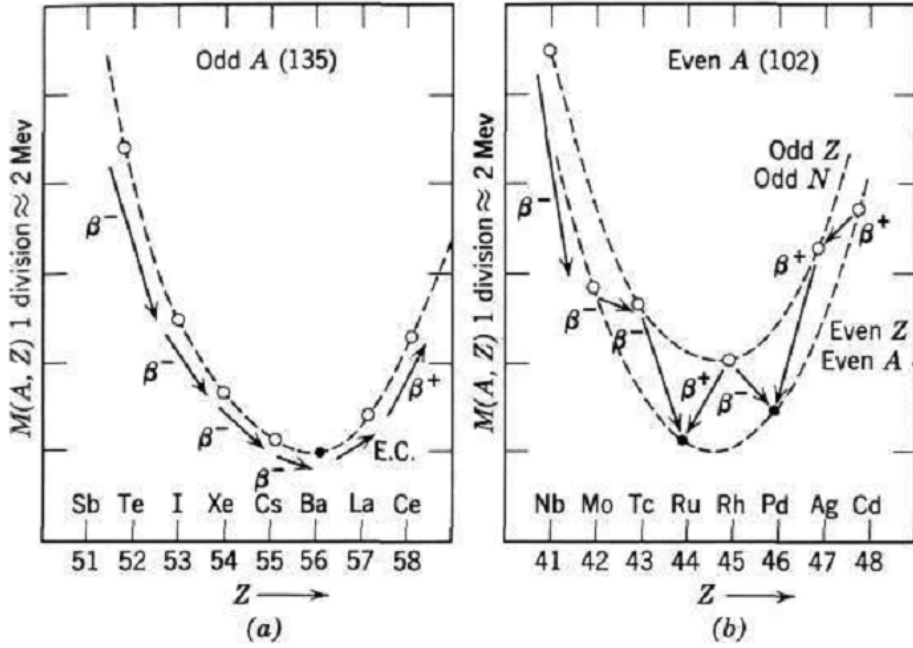 M(A, Z) 1 division ≈ 2 Mev
Odd A (135)
β⁻
β⁻
β⁻
β⁻
E.C.
β⁺
Sb Te I Xe Cs Ba La Ce
51 52 53 54 55 56 57 58
Z
(a)
M(A, Z) 1 division ≈ 2 Mev
Even A (102)
Odd Z
Odd N
β⁻
β⁻
β⁻
β⁺
β⁻
β⁺
β⁺
Even Z
Even A
Nb Mo Tc Ru Rh Pd Ag Cd
41 42 43 44 45 46 47 48
Z
(b)